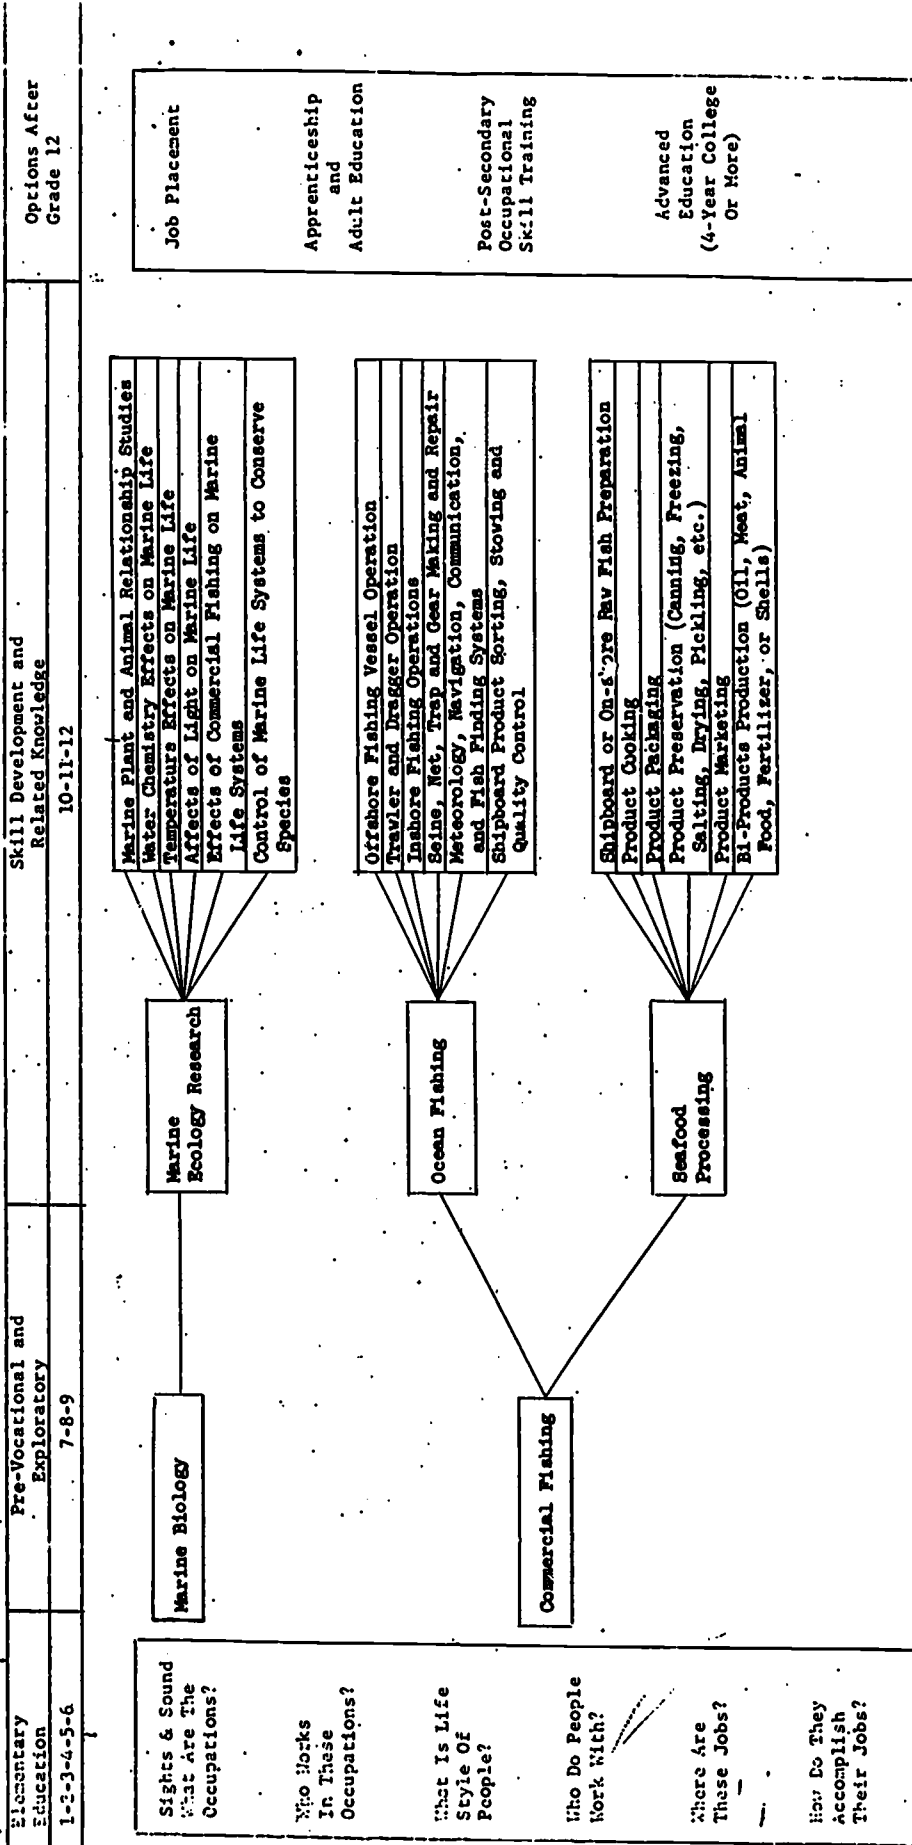 Elementary
Education
1-2-3-4-5-6
Pre-Vocational and
Exploratory
7-8-9
Skill Development and
Related Knowledge
10-11-12
Options After
Grade 12
Sights & Sound
What Are The
Occupations?
Who Works
In These
Occupations?
What Is Life
Style Of
People?
Who Do People
Work With?
Where Are
These Jobs?
How Do They
Accomplish
Their Jobs?
Marine Biology
Commercial Fishing
Marine
Ecology Research
Ocean Fishing
Seafood
Processing
Marine Plant and Animal Relationship Studies
Water Chemistry Effects on Marine Life
Temperature Effects on Marine Life
Affects of Light on Marine Life
Effects of Commercial Fishing on Marine
Life Systems
Control of Marine Life Systems to Conserve
Species
Offshore Fishing Vessel Operation
Trawler and Dragger Operation
Inshore Fishing Operations
Seine, Net, Trap and Gear Making and Repair
Meteorology, Navigation, Communication,
and Fish Finding Systems
Shipboard Product Sorting, Stowing and
Quality Control
Shipboard or On-shore Raw Fish Preparation
Product Cooking
Product Packaging
Product Preservation (Canning, Freezing,
Salting, Drying, Pickling, etc.)
Product Marketing
Bi-Products Production (Oil, Meat, Animal
Food, Fertilizer, or Shells)
Job Placement
Apprenticeship
and
Adult Education
Post-Secondary
Occupational
Skill Training
Advanced
Education
(4-Year College
Or More)